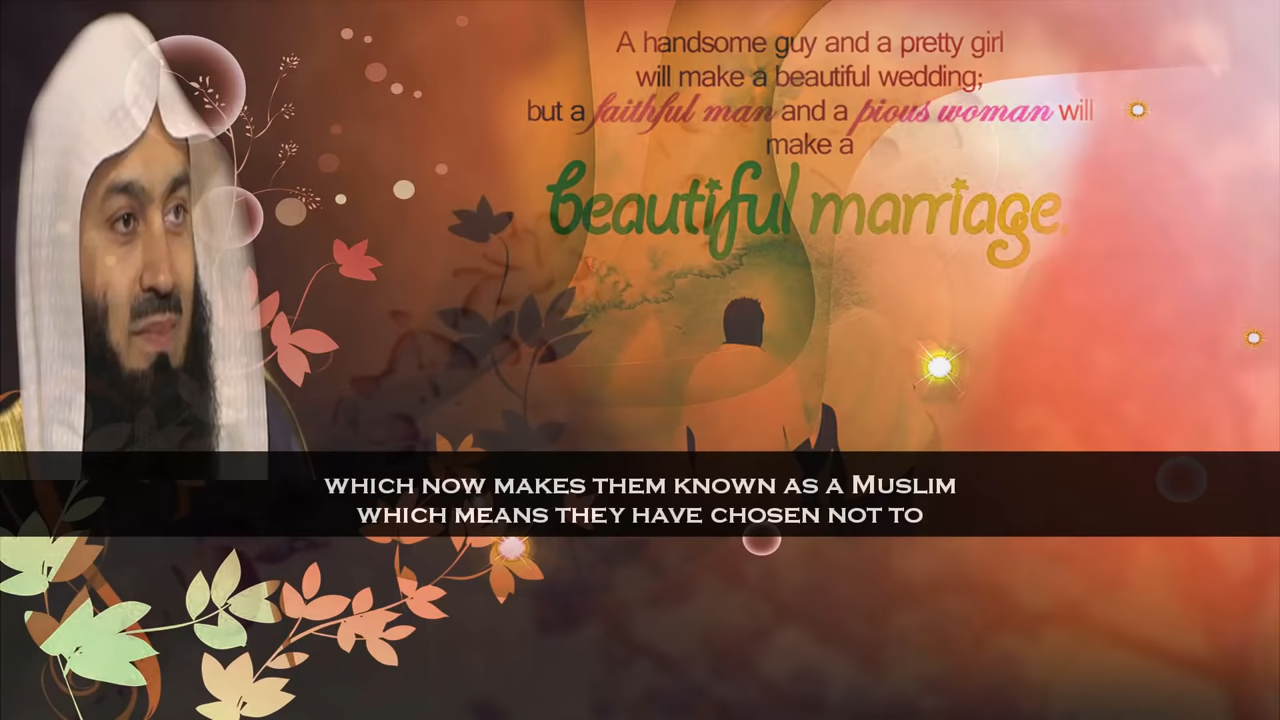 A handsome guy and a pretty girl
will make a beautiful wedding;
but a faithful man and a pious woman will
make a
beautiful marriage.
WHICH NOW MAKES THEM KNOWN AS A MUSLIM
WHICH MEANS THEY HAVE CHOSEN NOT TO